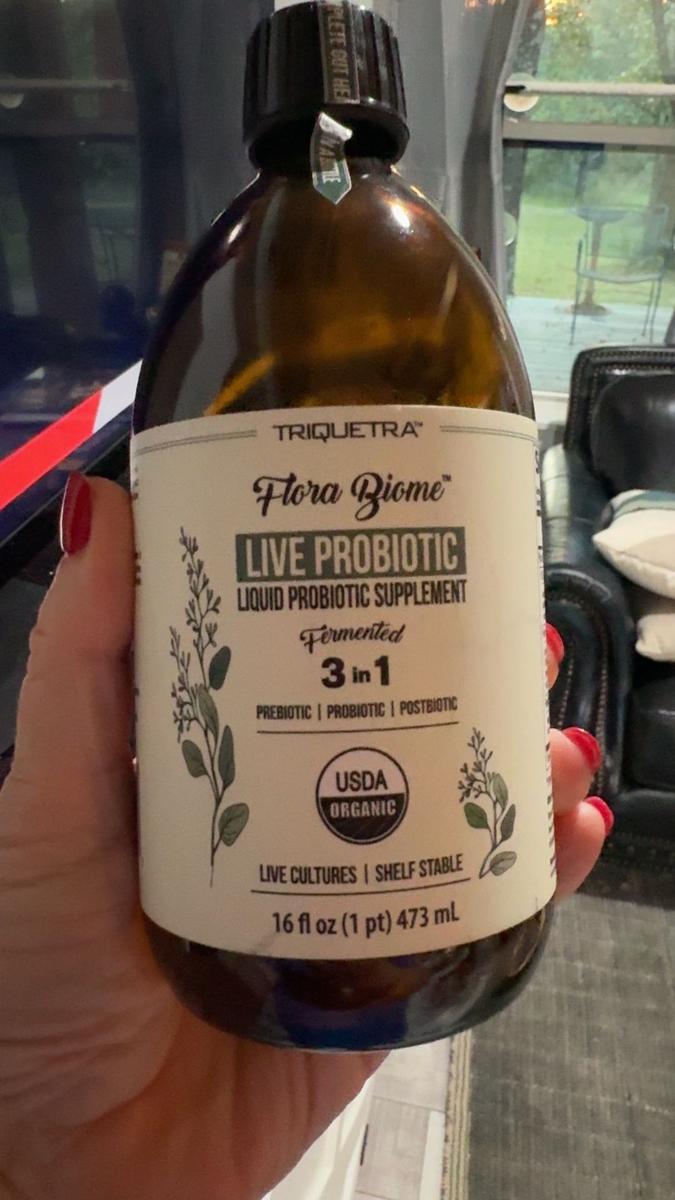 TRIQUETRA™
Flora Biome™
LIVE PROBIOTIC
LIQUID PROBIOTIC SUPPLEMENT
Fermented
3 in 1
PREBIOTIC | PROBIOTIC | POSTBIOTIC
USDA
ORGANIC
LIVE CULTURES | SHELF STABLE
16 fl oz (1 pt) 473 mL